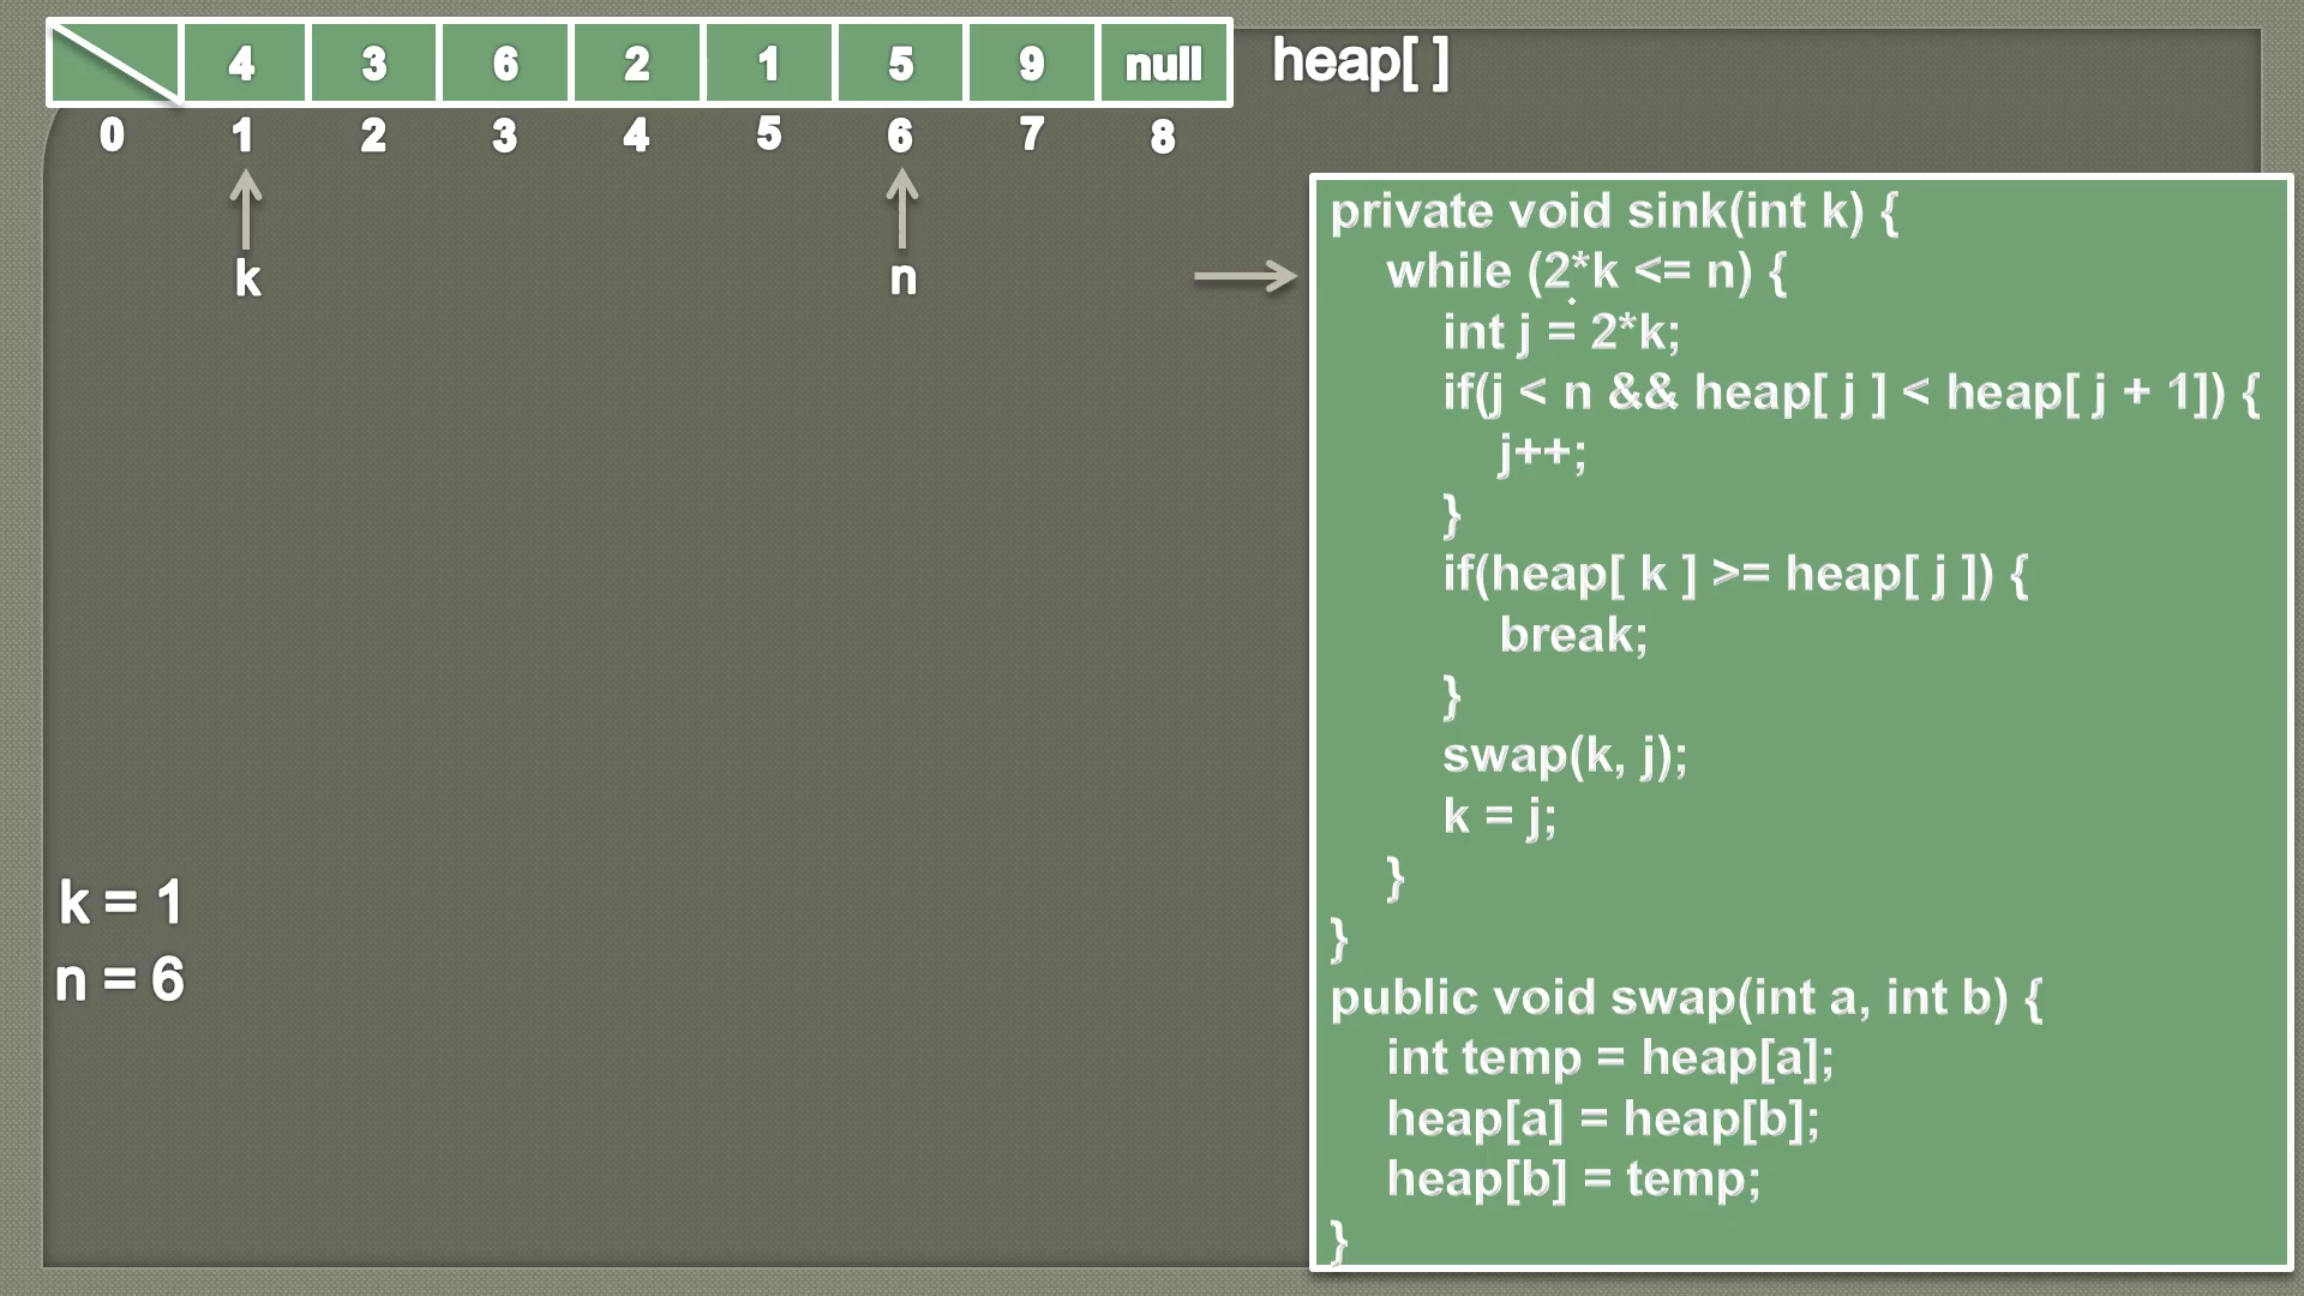 4 3 6 2 1 5 9 null heap[ ]
0 1 2 3 4 5 6 7 8
k n
private void sink(int k) {
while (2*k <= n) {
int j = 2*k;
if(j < n && heap[ j ] < heap[ j + 1]) {
j++;
}
if(heap[ k ] >= heap[ j ]) {
break;
}
swap(k, j);
k = j;
}
}
public void swap(int a, int b) {
int temp = heap[a];
heap[a] = heap[b];
heap[b] = temp;
}
k = 1
n = 6